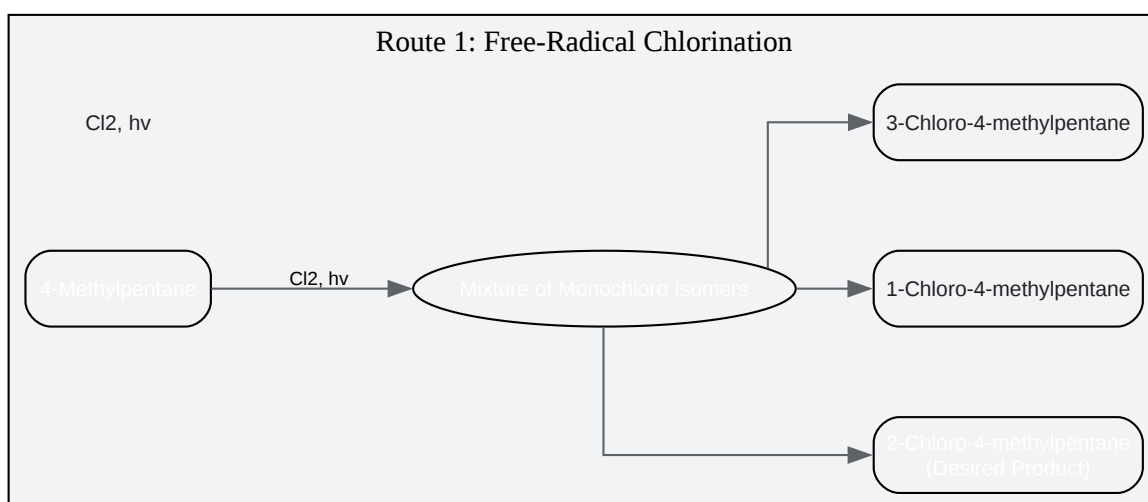 Route 1: Free-Radical Chlorination
Cl2, hv
3-Chloro-4-methylpentane
4-Methylpentane
Cl2, hv
Mixture of Monochloro Isomers
1-Chloro-4-methylpentane
2-Chloro-4-methylpentane
(Desired Product)